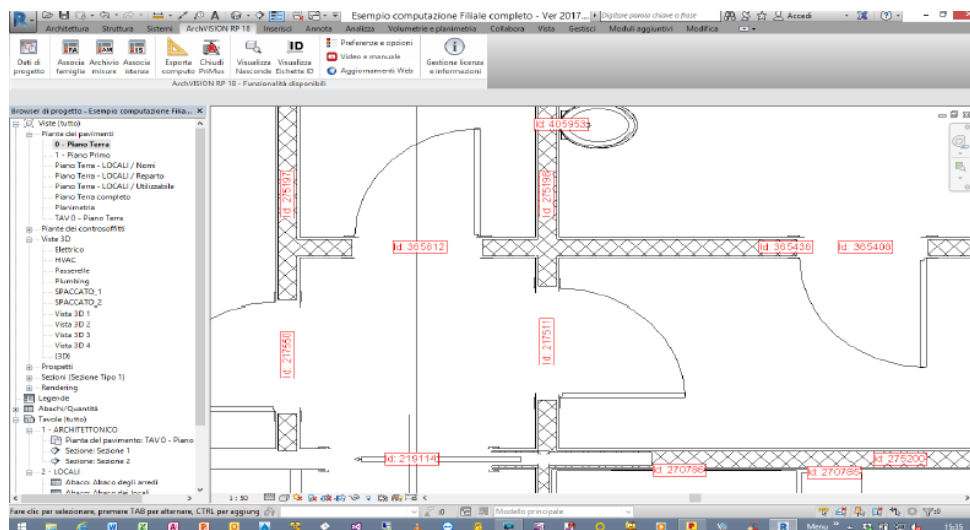 Esempio computazione Filiale completo - Ver 2017...
Digitare parola chiave o frase
Accedi
Architettura Struttura Sistemi ArchVISION RP 18 Inserisci Annota Analizza Volumetrie e planimetria Collabora Vista Gestisci Moduli aggiuntivi Modifica
Dati di progetto
Associa famiglia
Archivio misure
Associa istanza
Esporta computo
Chiudi PriMus
Visualizza Nasconde
Visualizza Etichette ID
Preferenze e opzioni
Video e manuale
Aggiornamenti Web
Gestione licenza e informazioni
ArchVISION RP 18 - Funzionalità disponibili
Browser di progetto - Esempio computazione Filia...
Viste (tutto)
Piante dei pavimenti
0 - Piano Terra
1 - Piano Primo
Piano Terra - LOCALI / Nomi
Piano Terra - LOCALI / Reparto
Piano Terra - LOCALI / Utilizzabile
Piano Terra completo
Planimetria
TAV 0 - Piano Terra
Piante dei controsoffitti
Viste 3D
Elettrico
HVAC
Passerelle
Plumbing
SPACCATO_1
SPACCATO_2
Vista 3D 1
Vista 3D 2
Vista 3D 3
Vista 3D 4
{3D}
Prospetti
Sezioni (Sezione Tipo 1)
Rendering
Legende
Abachi/Quantità
Tavole (tutto)
1 - ARCHITETTONICO
Pianta del pavimento: TAV 0 - Piano
Sezione: Sezione 1
Sezione: Sezione 2
2 - LOCALI
Abaco: Abaco degli arredi
Abaco: Abaco dei locali
Id: 405953
Id: 275197
Id: 275198
Id: 365812
Id: 365436
Id: 365408
Id: 217550
Id: 217511
Id: 219114
Id: 275200
Id: 270786
Id: 270785
1 : 50
Fare clic per selezionare, premere TAB per alternare, CTRL per aggiung
:0
Modello principale
:0
Menu
15:15